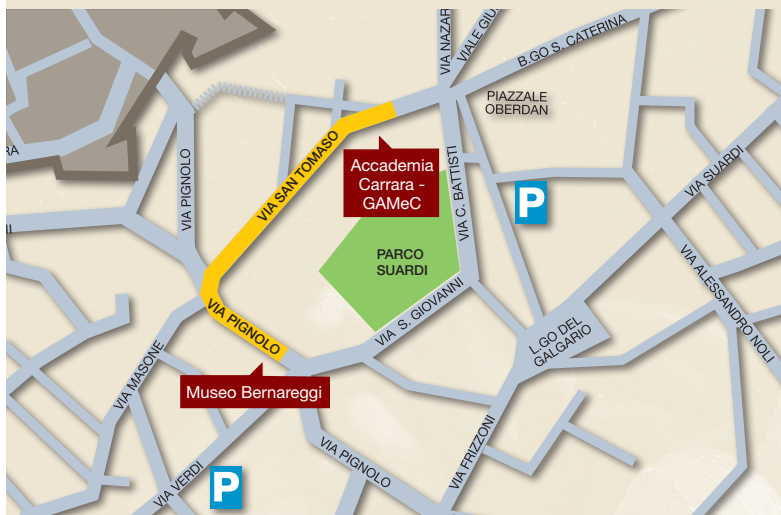 VIA NAZAR
VIALE GIU
B.GO S. CATERINA
PIAZZALE
OBERDAN
RA
VIA PIGNOLO
VIA SAN TOMASO
Accademia
Carrara -
GAMeC
VIA C. BATTISTI
VIA SUARDI
P
PARCO
SUARDI
VIA ALESSANDRO NOLI
VIA PIGNOLO
VIA S. GIOVANNI
L.GO DEL
GALGARIO
VIA MASONE
Museo Bernareggi
VIA PIGNOLO
VIA FRIZZONI
VIA VERDI
P